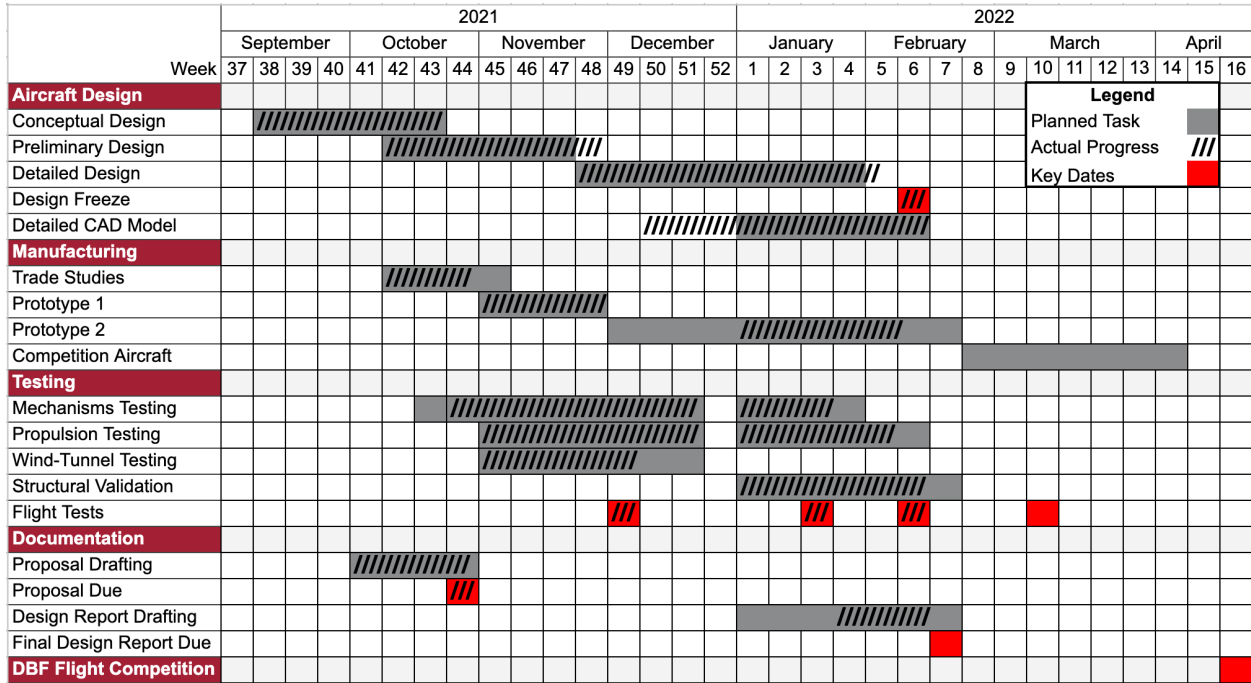 2021 2022
September October November December January February March April
Week 37 38 39 40 41 42 43 44 45 46 47 48 49 50 51 52 1 2 3 4 5 6 7 8 9 10 11 12 13 14 15 16
Aircraft Design
Legend
Conceptual Design
Planned Task
Preliminary Design
Actual Progress
Detailed Design
Key Dates
Design Freeze
Detailed CAD Model
Manufacturing
Trade Studies
Prototype 1
Prototype 2
Competition Aircraft
Testing
Mechanisms Testing
Propulsion Testing
Wind-Tunnel Testing
Structural Validation
Flight Tests
Documentation
Proposal Drafting
Proposal Due
Design Report Drafting
Final Design Report Due
DBF Flight Competition